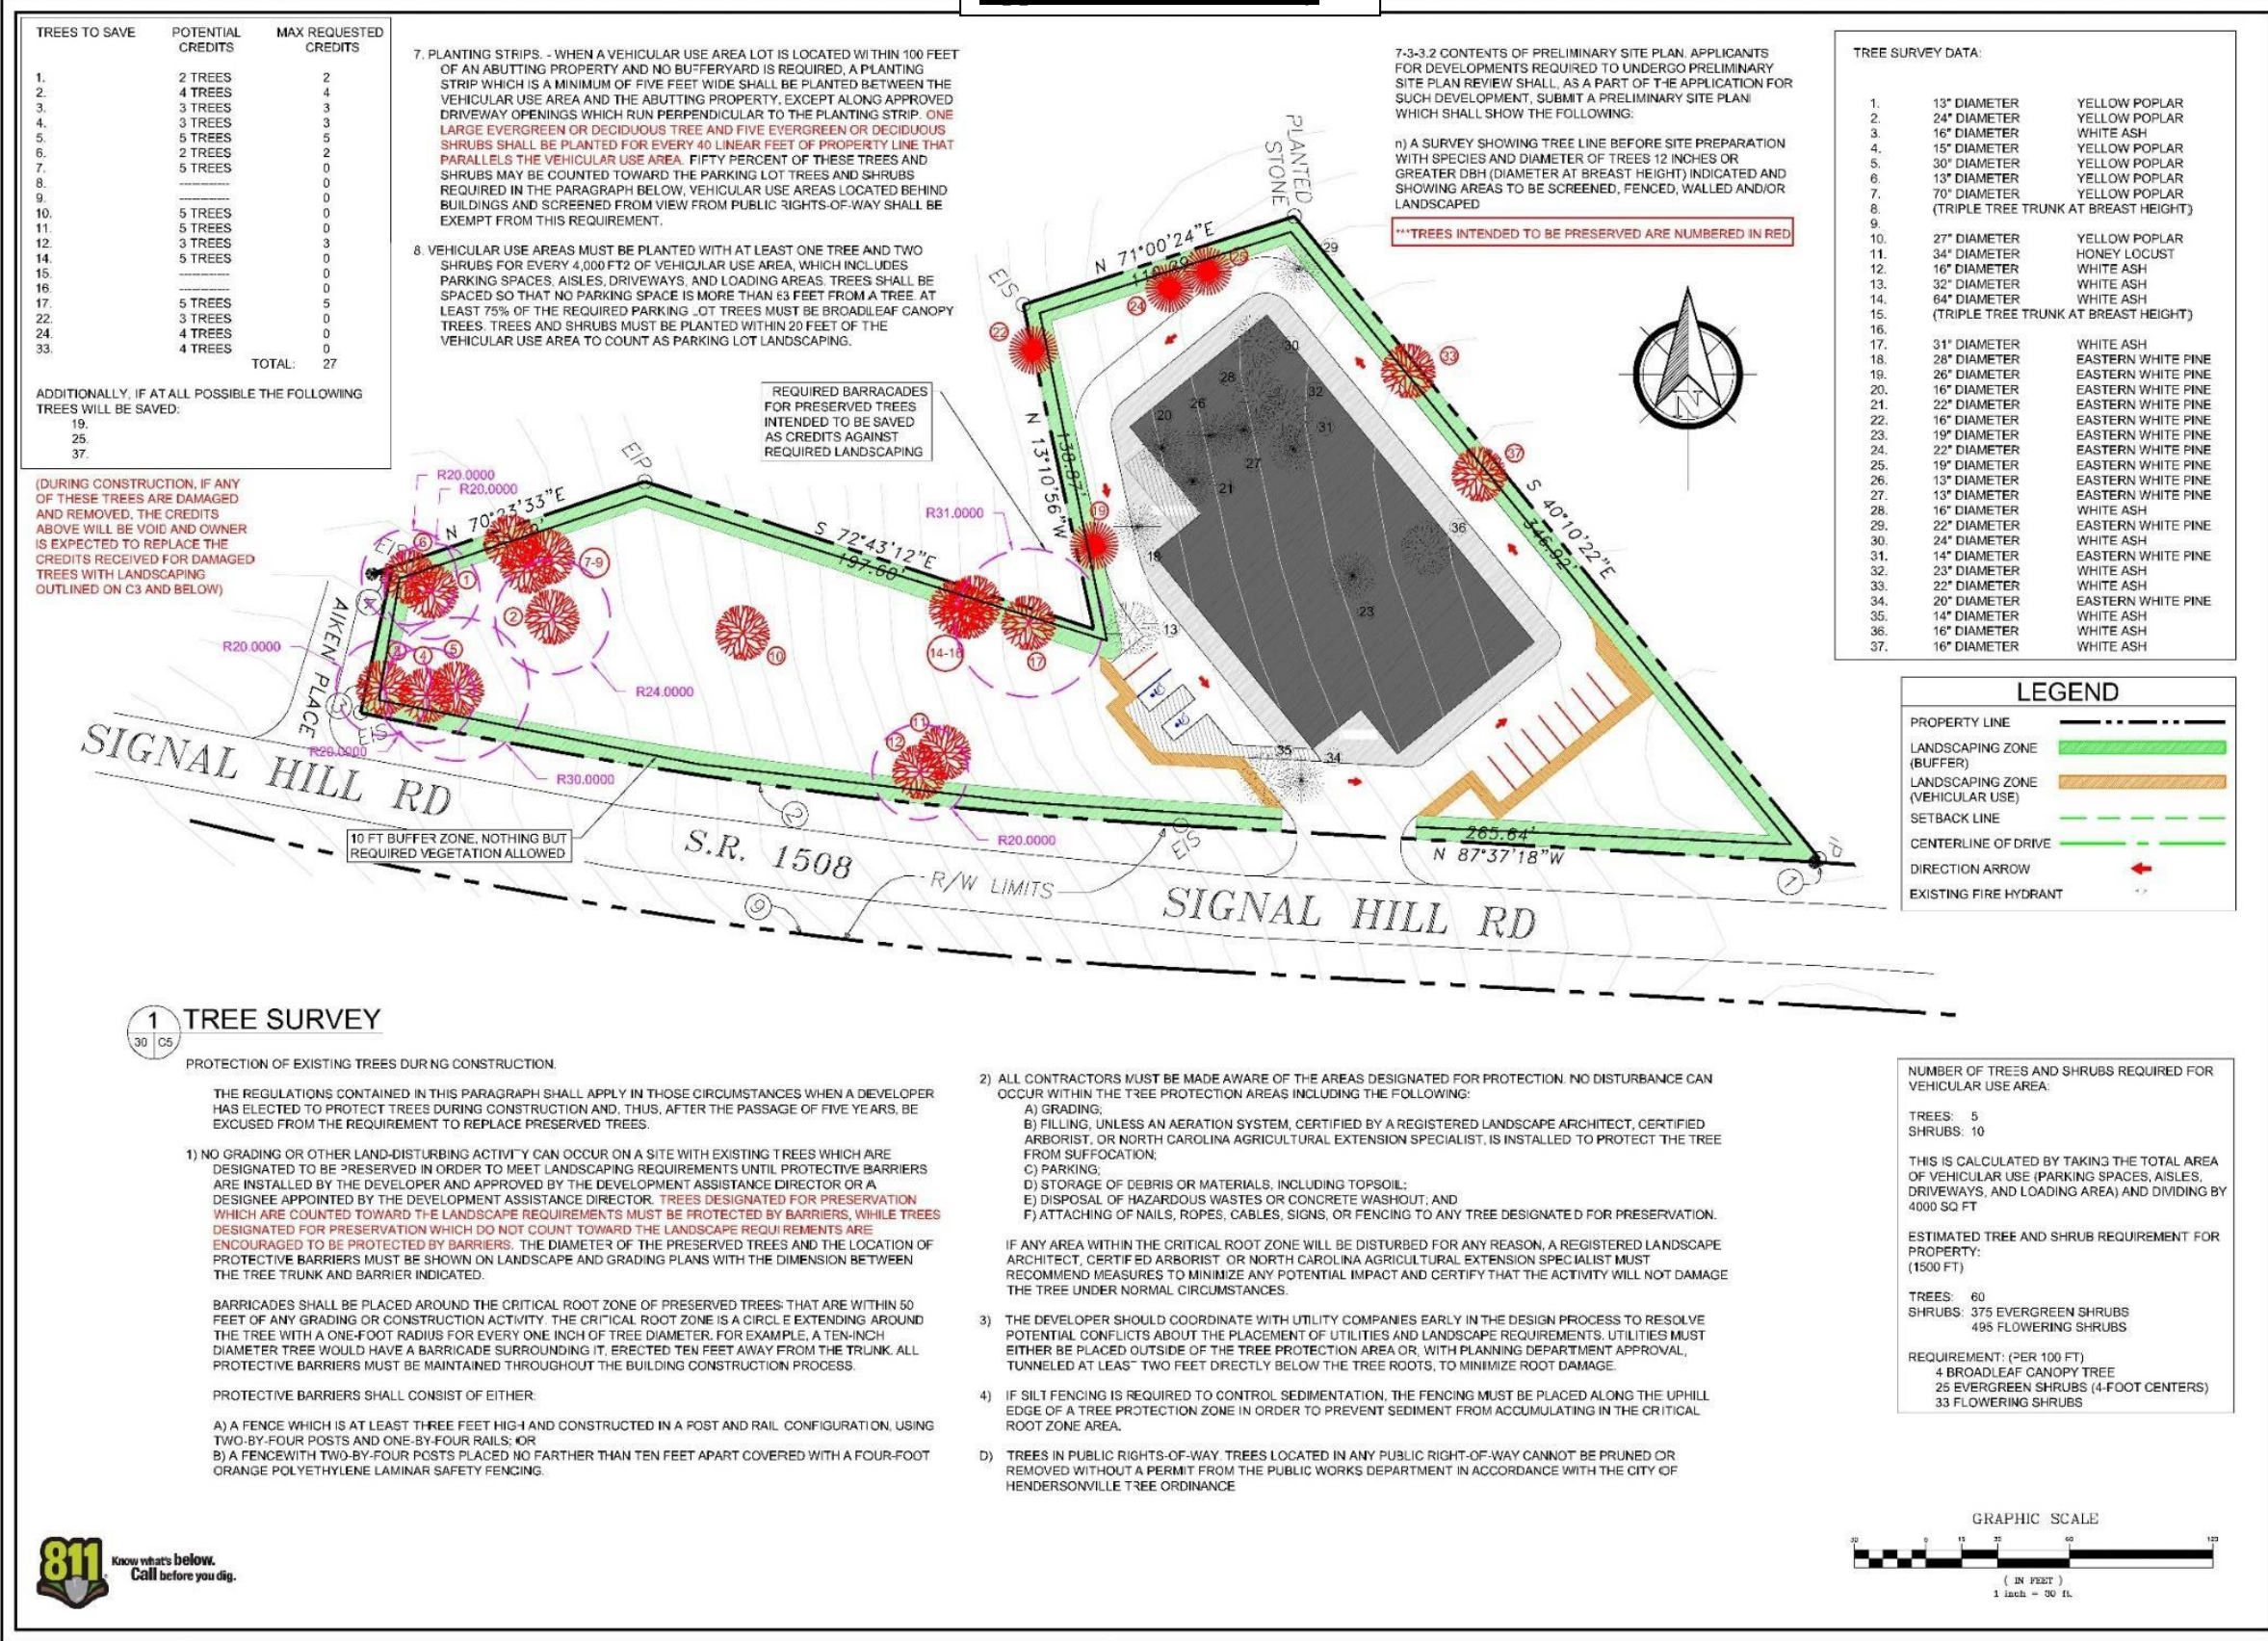 TREES TO SAVE POTENTIAL CREDITS MAX REQUESTED CREDITS
1. 2 TREES 2
2. 4 TREES 4
3. 3 TREES 3
4. 3 TREES 3
5. 5 TREES 5
6. 2 TREES 2
7. 5 TREES 0
8. ------------ 0
9. ------------ 0
10. 5 TREES 0
11. 5 TREES 0
12. 3 TREES 3
14. 5 TREES 0
15. ------------ 0
16. ------------ 0
17. 5 TREES 5
22. 3 TREES 0
24. 4 TREES 0
33. 4 TREES 0
TOTAL: 27
ADDITIONALLY, IF AT ALL POSSIBLE THE FOLLOWING
TREES WILL BE SAVED:
19.
25.
37.
(DURING CONSTRUCTION, IF ANY
OF THESE TREES ARE DAMAGED
AND REMOVED, THE CREDITS
ABOVE WILL BE VOID AND OWNER
IS EXPECTED TO REPLACE THE
CREDITS RECEIVED FOR DAMAGED
TREES WITH LANDSCAPING
OUTLINED ON C3 AND BELOW)
7. PLANTING STRIPS. - WHEN A VEHICULAR USE AREA LOT IS LOCATED WITHIN 100 FEET
OF AN ABUTTING PROPERTY AND NO BUFFERYARD IS REQUIRED, A PLANTING
STRIP WHICH IS A MINIMUM OF FIVE FEET WIDE SHALL BE PLANTED BETWEEN THE
VEHICULAR USE AREA AND THE ABUTTING PROPERTY, EXCEPT ALONG APPROVED
DRIVEWAY OPENINGS WHICH RUN PERPENDICULAR TO THE PLANTING STRIP. ONE
LARGE EVERGREEN OR DECIDUOUS TREE AND FIVE EVERGREEN OR DECIDUOUS
SHRUBS SHALL BE PLANTED FOR EVERY 40 LINEAR FEET OF PROPERTY LINE THAT
PARALLELS THE VEHICULAR USE AREA. FIFTY PERCENT OF THESE TREES AND
SHRUBS MAY BE COUNTED TOWARD THE PARKING LOT TREES AND SHRUBS
REQUIRED IN THE PARAGRAPH BELOW, VEHICULAR USE AREAS LOCATED BEHIND
BUILDINGS AND SCREENED FROM VIEW FROM PUBLIC RIGHTS-OF-WAY SHALL BE
EXEMPT FROM THIS REQUIREMENT.
8. VEHICULAR USE AREAS MUST BE PLANTED WITH AT LEAST ONE TREE AND TWO
SHRUBS FOR EVERY 4,000 FT2 OF VEHICULAR USE AREA, WHICH INCLUDES
PARKING SPACES, AISLES, DRIVEWAYS, AND LOADING AREAS. TREES SHALL BE
SPACED SO THAT NO PARKING SPACE IS MORE THAN 63 FEET FROM A TREE. AT
LEAST 75% OF THE REQUIRED PARKING LOT TREES MUST BE BROADLEAF CANOPY
TREES. TREES AND SHRUBS MUST BE PLANTED WITHIN 20 FEET OF THE
VEHICULAR USE AREA TO COUNT AS PARKING LOT LANDSCAPING.
REQUIRED BARRACADES
FOR PRESERVED TREES
INTENDED TO BE SAVED
AS CREDITS AGAINST
REQUIRED LANDSCAPING
7-3-3.2 CONTENTS OF PRELIMINARY SITE PLAN. APPLICANTS
FOR DEVELOPMENTS REQUIRED TO UNDERGO PRELIMINARY
SITE PLAN REVIEW SHALL, AS A PART OF THE APPLICATION FOR
SUCH DEVELOPMENT, SUBMIT A PRELIMINARY SITE PLAN
WHICH SHALL SHOW THE FOLLOWING:
n) A SURVEY SHOWING TREE LINE BEFORE SITE PREPARATION
WITH SPECIES AND DIAMETER OF TREES 12 INCHES OR
GREATER DBH (DIAMETER AT BREAST HEIGHT) INDICATED AND
SHOWING AREAS TO BE SCREENED, FENCED, WALLED AND/OR
LANDSCAPED
***TREES INTENDED TO BE PRESERVED ARE NUMBERED IN RED
TREE SURVEY DATA:
1. 13" DIAMETER YELLOW POPLAR
2. 24" DIAMETER YELLOW POPLAR
3. 16" DIAMETER WHITE ASH
4. 15" DIAMETER YELLOW POPLAR
5. 30" DIAMETER YELLOW POPLAR
6. 13" DIAMETER YELLOW POPLAR
7. 70" DIAMETER YELLOW POPLAR
8. (TRIPLE TREE TRUNK AT BREAST HEIGHT)
9.
10. 27" DIAMETER YELLOW POPLAR
11. 34" DIAMETER HONEY LOCUST
12. 16" DIAMETER WHITE ASH
13. 32" DIAMETER WHITE ASH
14. 64" DIAMETER WHITE ASH
15. (TRIPLE TREE TRUNK AT BREAST HEIGHT)
16.
17. 31" DIAMETER WHITE ASH
18. 28" DIAMETER EASTERN WHITE PINE
19. 26" DIAMETER EASTERN WHITE PINE
20. 16" DIAMETER EASTERN WHITE PINE
21. 22" DIAMETER EASTERN WHITE PINE
22. 16" DIAMETER EASTERN WHITE PINE
23. 19" DIAMETER EASTERN WHITE PINE
24. 22" DIAMETER EASTERN WHITE PINE
25. 19" DIAMETER EASTERN WHITE PINE
26. 13" DIAMETER EASTERN WHITE PINE
27. 13" DIAMETER EASTERN WHITE PINE
28. 16" DIAMETER WHITE ASH
29. 22" DIAMETER EASTERN WHITE PINE
30. 24" DIAMETER WHITE ASH
31. 14" DIAMETER EASTERN WHITE PINE
32. 23" DIAMETER WHITE ASH
33. 22" DIAMETER WHITE ASH
34. 20" DIAMETER EASTERN WHITE PINE
35. 14" DIAMETER WHITE ASH
36. 16" DIAMETER WHITE ASH
37. 16" DIAMETER WHITE ASH
LEGEND
PROPERTY LINE
LANDSCAPING ZONE
(BUFFER)
LANDSCAPING ZONE
(VEHICULAR USE)
SETBACK LINE
CENTERLINE OF DRIVE
DIRECTION ARROW
EXISTING FIRE HYDRANT
PLANTED
STONE
N 71°00'24"E
EIS
N 13°10'56"W
138.87'
S 40°10'22"E
346.92'
N
EIP
R20.0000
R20.0000
EIS
S 72°43'12"E
197.60'
R31.0000
R20.0000
R24.0000
R20.0000
R30.0000
R20.0000
22
24
25
29
33
37
30
28
32
26
20
31
27
21
19
18
36
23
13
6
1
7-9
2
10
4
5
17
11
12
35
34
AIKEN PLACE
4
3
EIS
2
9
1
EIS
265.64'
N 87°37'18"W
SIGNAL HILL RD
S.R. 1508
R/W LIMITS
SIGNAL HILL RD
10 FT BUFFER ZONE, NOTHING BUT
REQUIRED VEGETATION ALLOWED
1 TREE SURVEY
30 C5
PROTECTION OF EXISTING TREES DURING CONSTRUCTION.
THE REGULATIONS CONTAINED IN THIS PARAGRAPH SHALL APPLY IN THOSE CIRCUMSTANCES WHEN A DEVELOPER
HAS ELECTED TO PROTECT TREES DURING CONSTRUCTION AND, THUS, AFTER THE PASSAGE OF FIVE YEARS, BE
EXCUSED FROM THE REQUIREMENT TO REPLACE PRESERVED TREES.
1) NO GRADING OR OTHER LAND-DISTURBING ACTIVITY CAN OCCUR ON A SITE WITH EXISTING TREES WHICH ARE
DESIGNATED TO BE PRESERVED IN ORDER TO MEET LANDSCAPING REQUIREMENTS UNTIL PROTECTIVE BARRIERS
ARE INSTALLED BY THE DEVELOPER AND APPROVED BY THE DEVELOPMENT ASSISTANCE DIRECTOR OR A
DESIGNEE APPOINTED BY THE DEVELOPMENT ASSISTANCE DIRECTOR. TREES DESIGNATED FOR PRESERVATION
WHICH ARE COUNTED TOWARD THE LANDSCAPE REQUIREMENTS MUST BE PROTECTED BY BARRIERS, WHILE TREES
DESIGNATED FOR PRESERVATION WHICH DO NOT COUNT TOWARD THE LANDSCAPE REQUIREMENTS ARE
ENCOURAGED TO BE PROTECTED BY BARRIERS. THE DIAMETER OF THE PRESERVED TREES AND THE LOCATION OF
PROTECTIVE BARRIERS MUST BE SHOWN ON LANDSCAPE AND GRADING PLANS WITH THE DIMENSION BETWEEN
THE TREE TRUNK AND BARRIER INDICATED.
BARRICADES SHALL BE PLACED AROUND THE CRITICAL ROOT ZONE OF PRESERVED TREES THAT ARE WITHIN 50
FEET OF ANY GRADING OR CONSTRUCTION ACTIVITY. THE CRITICAL ROOT ZONE IS A CIRCLE EXTENDING AROUND
THE TREE WITH A ONE-FOOT RADIUS FOR EVERY ONE INCH OF TREE DIAMETER. FOR EXAMPLE, A TEN-INCH
DIAMETER TREE WOULD HAVE A BARRICADE SURROUNDING IT, ERECTED TEN FEET AWAY FROM THE TRUNK. ALL
PROTECTIVE BARRIERS MUST BE MAINTAINED THROUGHOUT THE BUILDING CONSTRUCTION PROCESS.
PROTECTIVE BARRIERS SHALL CONSIST OF EITHER:
A) A FENCE WHICH IS AT LEAST THREE FEET HIGH AND CONSTRUCTED IN A POST AND RAIL CONFIGURATION, USING
TWO-BY-FOUR POSTS AND ONE-BY-FOUR RAILS; OR
B) A FENCEWITH TWO-BY-FOUR POSTS PLACED NO FARTHER THAN TEN FEET APART COVERED WITH A FOUR-FOOT
ORANGE POLYETHYLENE LAMINAR SAFETY FENCING.
2) ALL CONTRACTORS MUST BE MADE AWARE OF THE AREAS DESIGNATED FOR PROTECTION. NO DISTURBANCE CAN
OCCUR WITHIN THE TREE PROTECTION AREAS INCLUDING THE FOLLOWING:
A) GRADING;
B) FILLING, UNLESS AN AERATION SYSTEM, CERTIFIED BY A REGISTERED LANDSCAPE ARCHITECT, CERTIFIED
ARBORIST, OR NORTH CAROLINA AGRICULTURAL EXTENSION SPECIALIST, IS INSTALLED TO PROTECT THE TREE
FROM SUFFOCATION;
C) PARKING;
D) STORAGE OF DEBRIS OR MATERIALS, INCLUDING TOPSOIL;
E) DISPOSAL OF HAZARDOUS WASTES OR CONCRETE WASHOUT; AND
F) ATTACHING OF NAILS, ROPES, CABLES, SIGNS, OR FENCING TO ANY TREE DESIGNATED FOR PRESERVATION.
IF ANY AREA WITHIN THE CRITICAL ROOT ZONE WILL BE DISTURBED FOR ANY REASON, A REGISTERED LANDSCAPE
ARCHITECT, CERTIFIED ARBORIST OR NORTH CAROLINA AGRICULTURAL EXTENSION SPECIALIST MUST
RECOMMEND MEASURES TO MINIMIZE ANY POTENTIAL IMPACT AND CERTIFY THAT THE ACTIVITY WILL NOT DAMAGE
THE TREE UNDER NORMAL CIRCUMSTANCES.
3) THE DEVELOPER SHOULD COORDINATE WITH UTILITY COMPANIES EARLY IN THE DESIGN PROCESS TO RESOLVE
POTENTIAL CONFLICTS ABOUT THE PLACEMENT OF UTILITIES AND LANDSCAPE REQUIREMENTS. UTILITIES MUST
EITHER BE PLACED OUTSIDE OF THE TREE PROTECTION AREA OR, WITH PLANNING DEPARTMENT APPROVAL,
TUNNELED AT LEAST TWO FEET DIRECTLY BELOW THE TREE ROOTS, TO MINIMIZE ROOT DAMAGE.
4) IF SILT FENCING IS REQUIRED TO CONTROL SEDIMENTATION, THE FENCING MUST BE PLACED ALONG THE UPHILL
EDGE OF A TREE PROTECTION ZONE IN ORDER TO PREVENT SEDIMENT FROM ACCUMULATING IN THE CRITICAL
ROOT ZONE AREA.
D) TREES IN PUBLIC RIGHTS-OF-WAY. TREES LOCATED IN ANY PUBLIC RIGHT-OF-WAY CANNOT BE PRUNED OR
REMOVED WITHOUT A PERMIT FROM THE PUBLIC WORKS DEPARTMENT IN ACCORDANCE WITH THE CITY OF
HENDERSONVILLE TREE ORDINANCE
NUMBER OF TREES AND SHRUBS REQUIRED FOR
VEHICULAR USE AREA:
TREES: 5
SHRUBS: 10
THIS IS CALCULATED BY TAKING THE TOTAL AREA
OF VEHICULAR USE (PARKING SPACES, AISLES,
DRIVEWAYS, AND LOADING AREA) AND DIVIDING BY
4000 SQ FT
ESTIMATED TREE AND SHRUB REQUIREMENT FOR
PROPERTY:
(1500 FT)
TREES: 60
SHRUBS: 375 EVERGREEN SHRUBS
495 FLOWERING SHRUBS
REQUIREMENT: (PER 100 FT)
4 BROADLEAF CANOPY TREE
25 EVERGREEN SHRUBS (4-FOOT CENTERS)
33 FLOWERING SHRUBS
811 Know what's below.
Call before you dig.
GRAPHIC SCALE
( IN FEET )
1 inch = 30 ft.